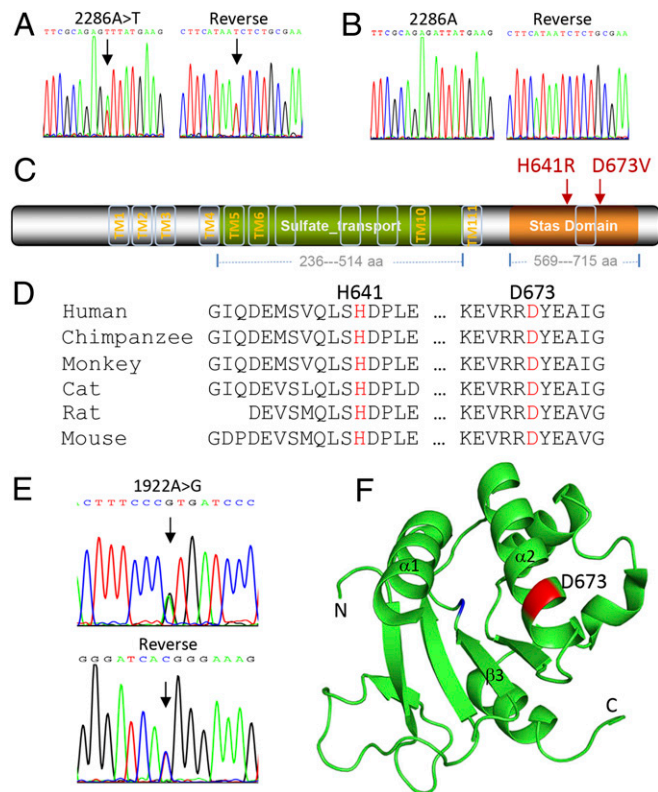 A
2286A>T
TTCGCAGAGTTTATGAAG
Reverse
CTTCATAATCTCTGCGAA
B
2286A
TTCGCAGAGATTATGAAG
Reverse
CTTCATAATCTCTGCGAA
C
H641R D673V
TM1 TM2 TM3 TM4 TM5 TM6 Sulfate_transport TM10 Stas Domain
236---514 aa 569---715 aa
D
H641 D673
Human GIQDEMSVQLSHDPLE ... KEVRRDYEAIG
Chimpanzee GIQDEMSVQLSHDPLE ... KEVRRDYEAIG
Monkey GIQDEMSVQLSHDPLE ... KEVRRDYEAIG
Cat GIQDEVSLQLSHDPLD ... KEVRRDYEAIG
Rat DEVSMQLSHDPLE ... KEVRRDYEAVG
Mouse GDPDEVSMQLSHDPLE ... KEVRRDYEAVG
E
1922A>G
ACTTTCCCGTGATCCC
Reverse
GGGATCACGGGAAAG
F
α1
α2
D673
N
β3
C